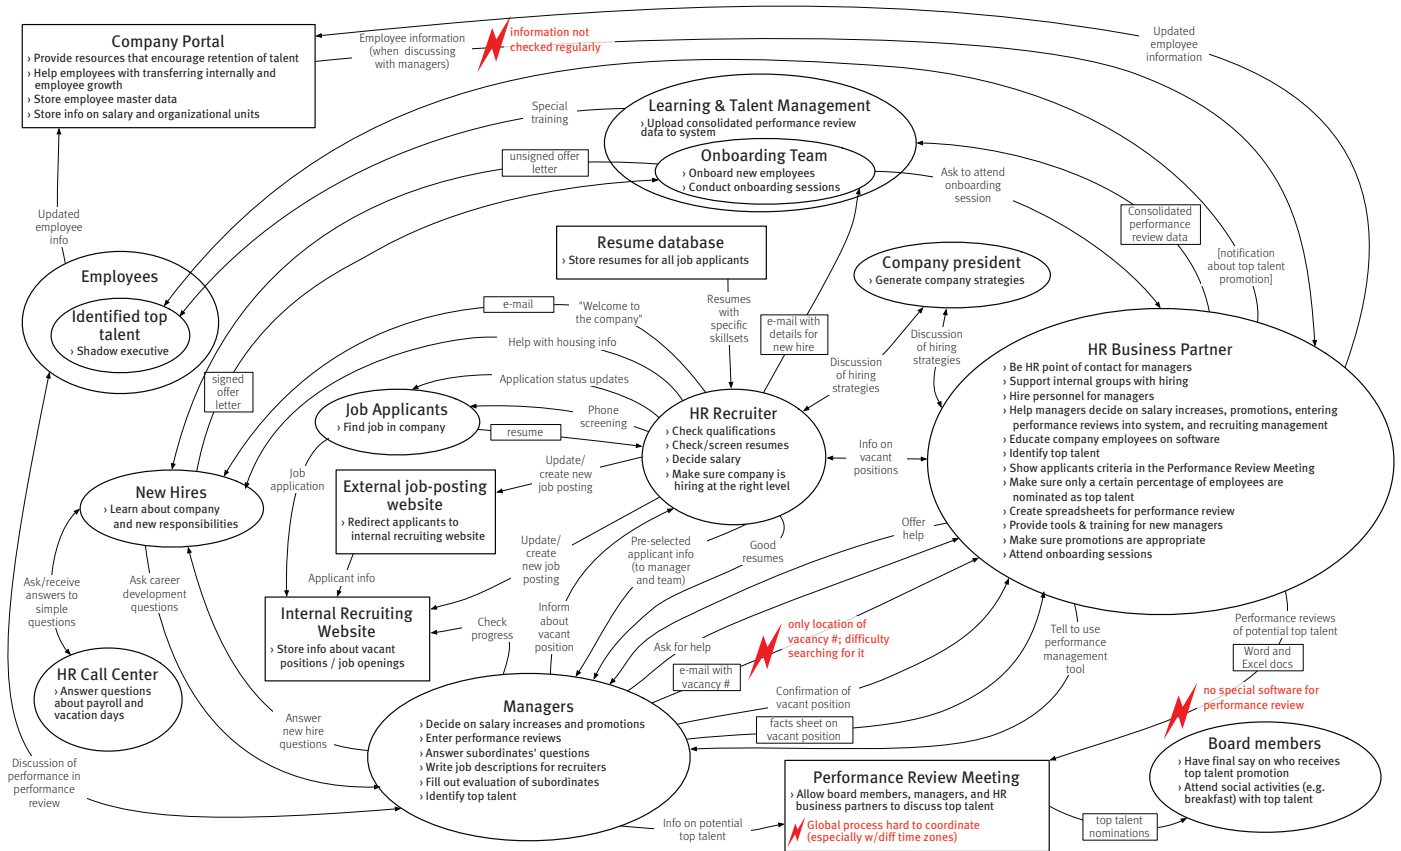 Company Portal
› Provide resources that encourage retention of talent
› Help employees with transferring internally and
employee growth
› Store employee master data
› Store info on salary and organizational units
Employee information
(when discussing
with managers)
information not
checked regularly
Updated
employee
information
Special
training
Learning & Talent Management
› Upload consolidated performance review
data to system
Onboarding Team
› Onboard new employees
› Conduct onboarding sessions
unsigned offer
letter
Ask to attend
onboarding
session
Consolidated
performance
review data
[notification
about top talent
promotion]
Updated
employee
info
Employees
Identified top
talent
› Shadow executive
Resume database
› Store resumes for all job applicants
Company president
› Generate company strategies
e-mail
"Welcome to
the company"
Resumes
with
specific
skillsets
e-mail with
details for
new hire
Discussion
of hiring
strategies
Discussion
of hiring
strategies
Help with housing info
signed
offer
letter
Application status updates
Phone
screening
Job Applicants
› Find job in company
resume
HR Recruiter
› Check qualifications
› Check/screen resumes
› Decide salary
› Make sure company is
hiring at the right level
Info on
vacant
positions
HR Business Partner
› Be HR point of contact for managers
› Support internal groups with hiring
› Hire personnel for managers
› Help managers decide on salary increases, promotions, entering
performance reviews into system, and recruiting management
› Educate company employees on software
› Identify top talent
› Show applicants criteria in the Performance Review Meeting
› Make sure only a certain percentage of employees are
nominated as top talent
› Create spreadsheets for performance review
› Provide tools & training for new managers
› Make sure promotions are appropriate
› Attend onboarding sessions
Job
application
Update/
create new
job posting
External job-posting
website
› Redirect applicants to
internal recruiting website
New Hires
› Learn about company
and new responsibilities
Applicant info
Update/
create
new job
posting
Pre-selected
applicant info
(to manager
and team)
Good
resumes
Offer
help
Ask/receive
answers to
simple
questions
Ask career
development
questions
Internal Recruiting
Website
› Store info about vacant
positions / job openings
Check
progress
Inform
about
vacant
position
only location of
vacancy #; difficulty
searching for it
Ask for help
e-mail with
vacancy #
Tell to use
performance
management
tool
Performance reviews
of potential top talent
Word and
Excel docs
no special software for
performance review
HR Call Center
› Answer questions
about payroll and
vacation days
Answer
new hire
questions
Managers
› Decide on salary increases and promotions
› Enter performance reviews
› Answer subordinates' questions
› Write job descriptions for recruiters
› Fill out evaluation of subordinates
› Identify top talent
Confirmation of
vacant position
facts sheet on
vacant position
Discussion of
performance in
performance
review
Board members
› Have final say on who receives
top talent promotion
› Attend social activities (e.g.
breakfast) with top talent
Performance Review Meeting
› Allow board members, managers, and HR
business partners to discuss top talent
Global process hard to coordinate
(especially w/diff time zones)
Info on potential
top talent
top talent
nominations